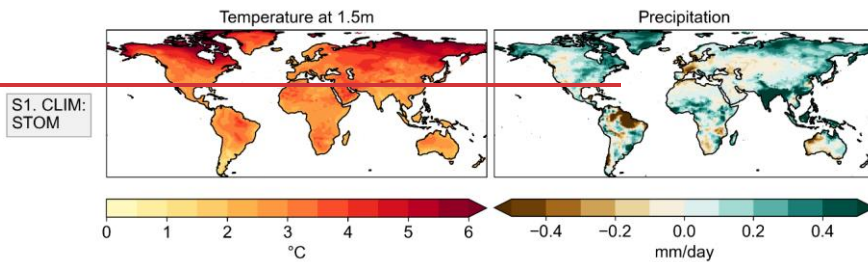 Temperature at 1.5m
Precipitation
S1. CLIM:
STOM
0 1 2 3 4 5 6
°C
−0.4 −0.2 0.0 0.2 0.4
mm/day